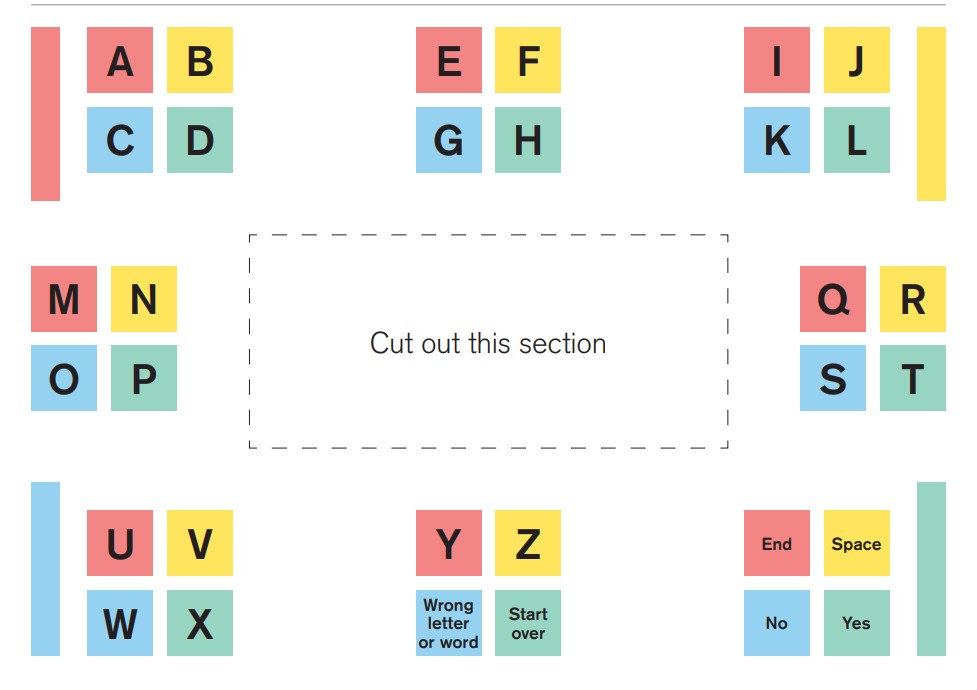 A B E F I J
C D G H K L
M N Q R
Cut out this section
O P S T
U V Y Z End Space
W X Wrong letter or word Start over No Yes